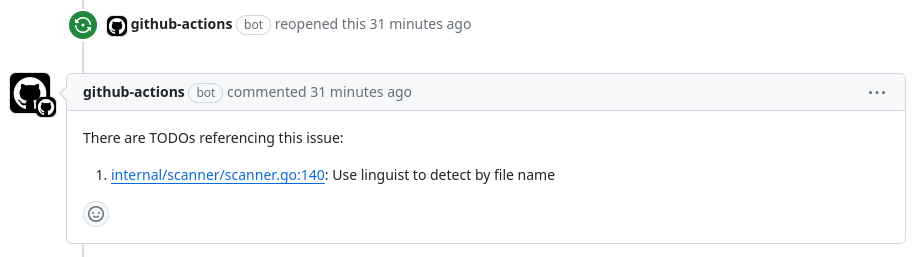 github-actions bot reopened this 31 minutes ago
github-actions bot commented 31 minutes ago
There are TODOs referencing this issue:
1. internal/scanner/scanner.go:140: Use linguist to detect by file name